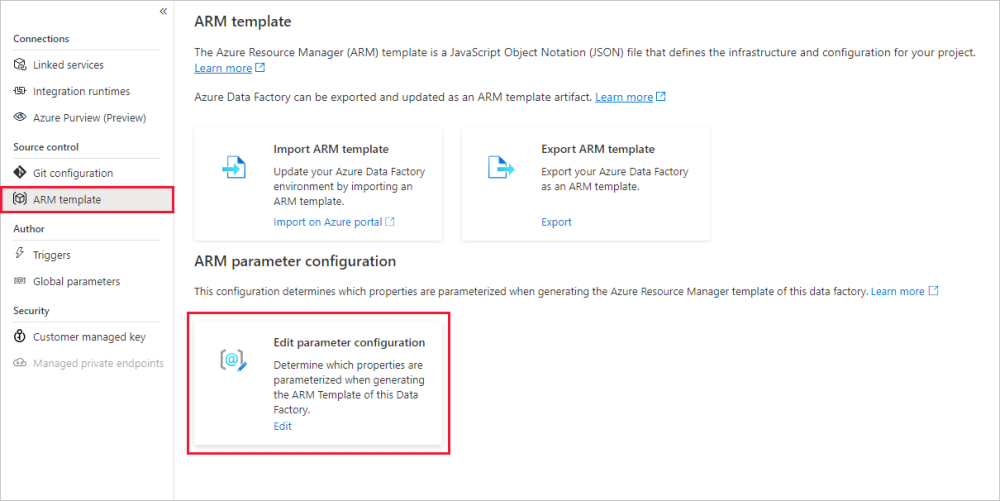 «
Connections
Linked services
Integration runtimes
Azure Purview (Preview)
Source control
Git configuration
ARM template
Author
Triggers
Global parameters
Security
Customer managed key
Managed private endpoints
ARM template
The Azure Resource Manager (ARM) template is a JavaScript Object Notation (JSON) file that defines the infrastructure and configuration for your project.
Learn more
Azure Data Factory can be exported and updated as an ARM template artifact. Learn more
Import ARM template
Update your Azure Data Factory
environment by importing an
ARM template.
Import on Azure portal
Export ARM template
Export your Azure Data Factory
as an ARM template.
Export
ARM parameter configuration
This configuration determines which properties are parameterized when generating the Azure Resource Manager template of this data factory. Learn more
Edit parameter configuration
Determine which properties are
parameterized when generating
the ARM Template of this Data
Factory.
Edit